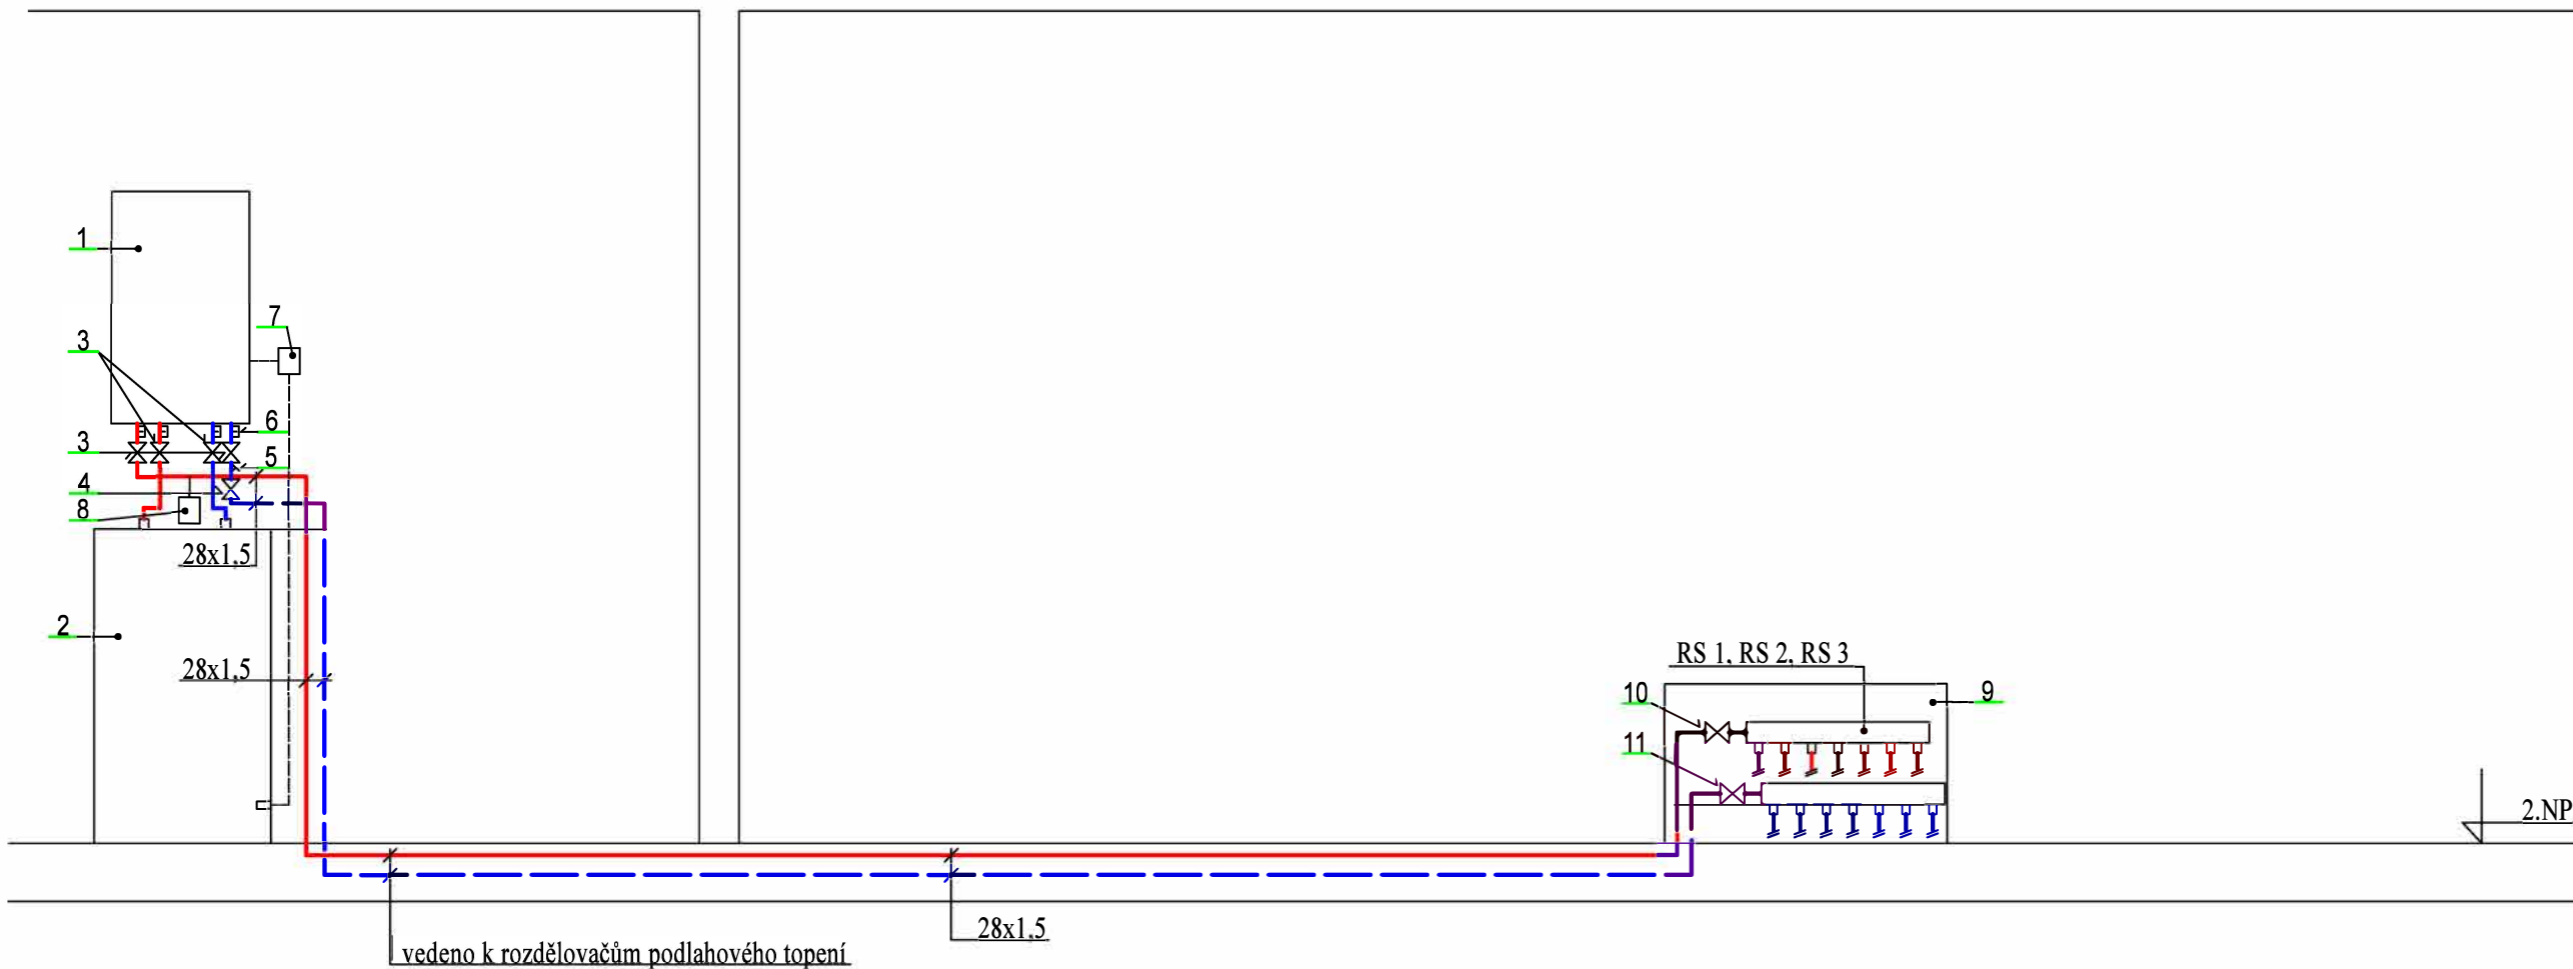 1
7
3
6
3
5
4
8
28x1,5
2
28x1,5
RS 1, RS 2, RS 3
10
9
11
2.NP
28x1,5
vedeno k rozdělovačům podlahového topení